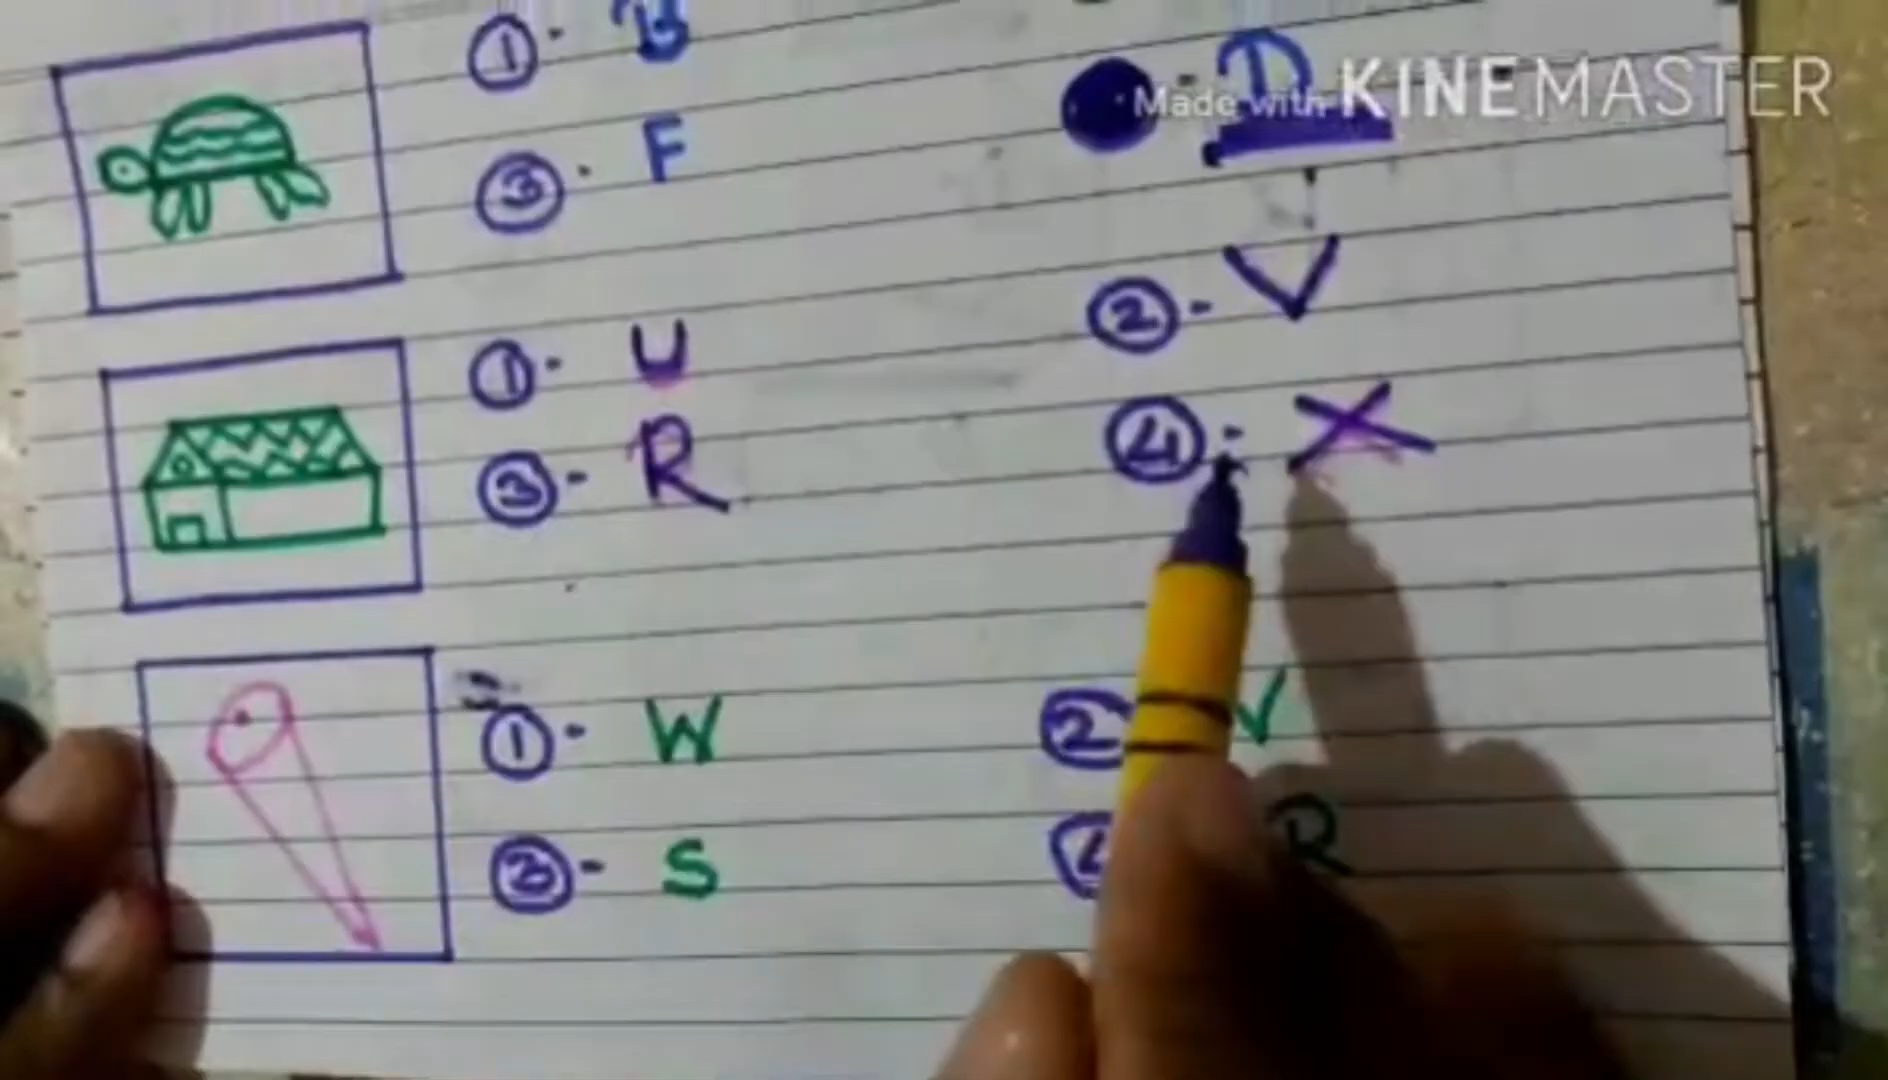 ① - B
- D
Made with KINEMASTER
③ - F
① - U ② - V
③ - R ④ - X
① - W ② V
③ - S R